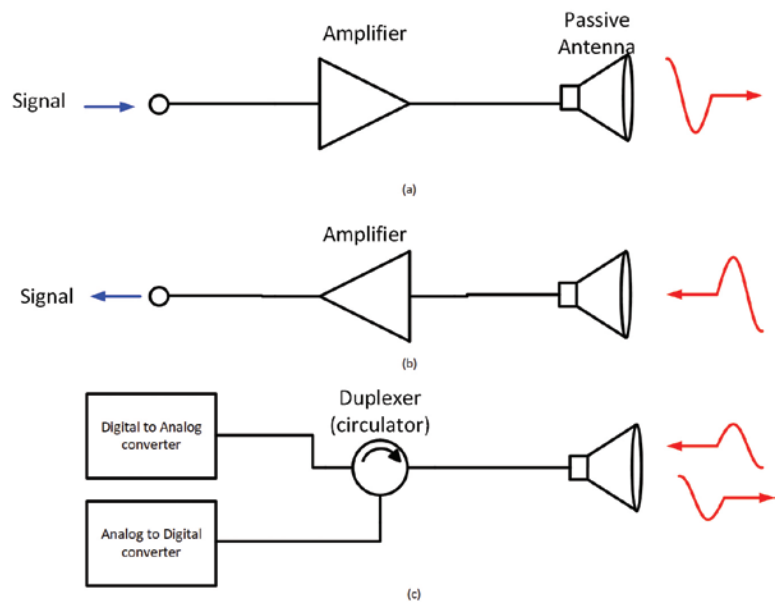 Amplifier
Passive
Antenna
Signal
(a)
Amplifier
Signal
(b)
Duplexer
(circulator)
Digital to Analog
converter
Analog to Digital
converter
(c)